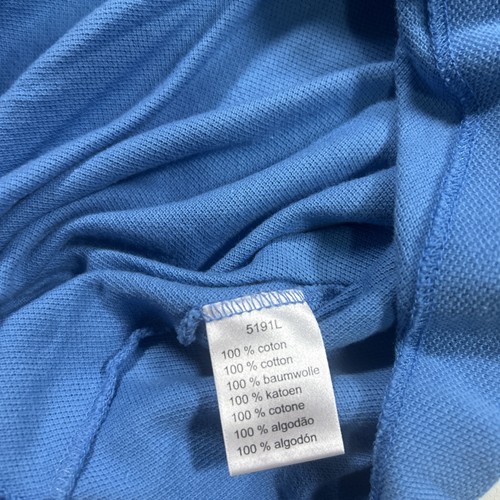 5191L
100 % coton
100 % cotton
100 % baumwolle
100 % katoen
100 % cotone
100 % algodão
100 % algodón